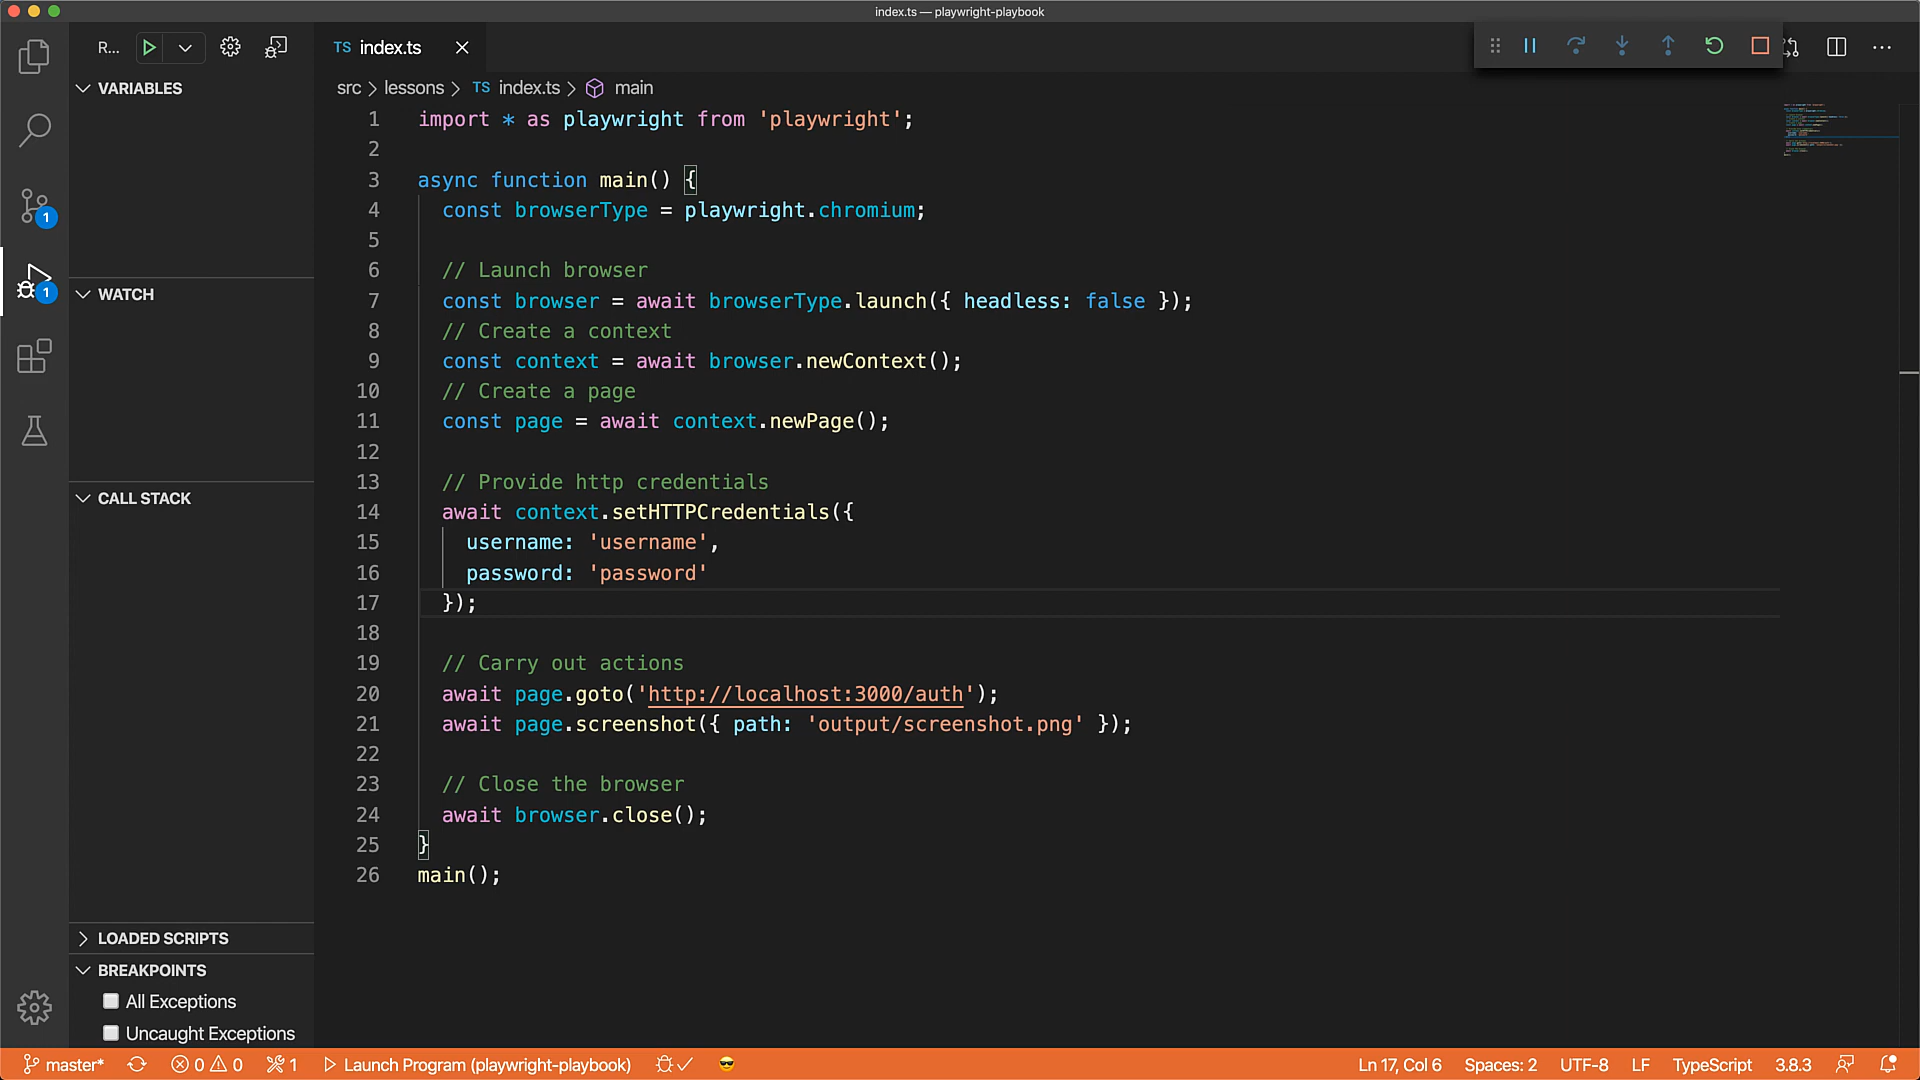 index.ts — playwright-playbook
R...
TS index.ts
VARIABLES
WATCH
CALL STACK
LOADED SCRIPTS
BREAKPOINTS
All Exceptions
Uncaught Exceptions
1
1
src > lessons > TS index.ts > main
1 import * as playwright from 'playwright';
2
3 async function main() {
4 const browserType = playwright.chromium;
5
6 // Launch browser
7 const browser = await browserType.launch({ headless: false });
8 // Create a context
9 const context = await browser.newContext();
10 // Create a page
11 const page = await context.newPage();
12
13 // Provide http credentials
14 await context.setHTTPCredentials({
15 username: 'username',
16 password: 'password'
17 });
18
19 // Carry out actions
20 await page.goto('http://localhost:3000/auth');
21 await page.screenshot({ path: 'output/screenshot.png' });
22
23 // Close the browser
24 await browser.close();
25 }
26 main();
master* 0 0 1 Launch Program (playwright-playbook) Ln 17, Col 6 Spaces: 2 UTF-8 LF TypeScript 3.8.3